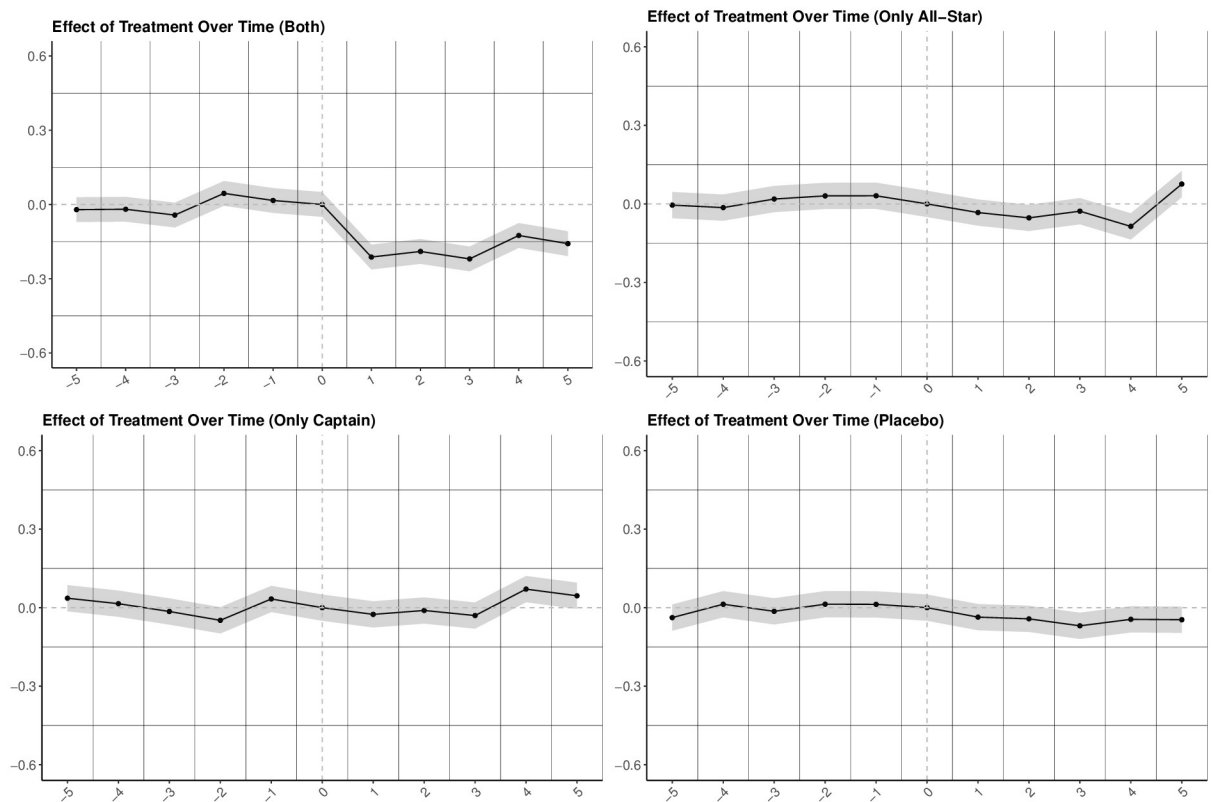 Effect of Treatment Over Time (Both)
0.6
0.3
0.0
−0.3
−0.6
−5 −4 −3 −2 −1 0 1 2 3 4 5
Effect of Treatment Over Time (Only All−Star)
0.6
0.3
0.0
−0.3
−0.6
−5 −4 −3 −2 −1 0 1 2 3 4 5
Effect of Treatment Over Time (Only Captain)
0.6
0.3
0.0
−0.3
−0.6
−5 −4 −3 −2 −1 0 1 2 3 4 5
Effect of Treatment Over Time (Placebo)
0.6
0.3
0.0
−0.3
−0.6
−5 −4 −3 −2 −1 0 1 2 3 4 5